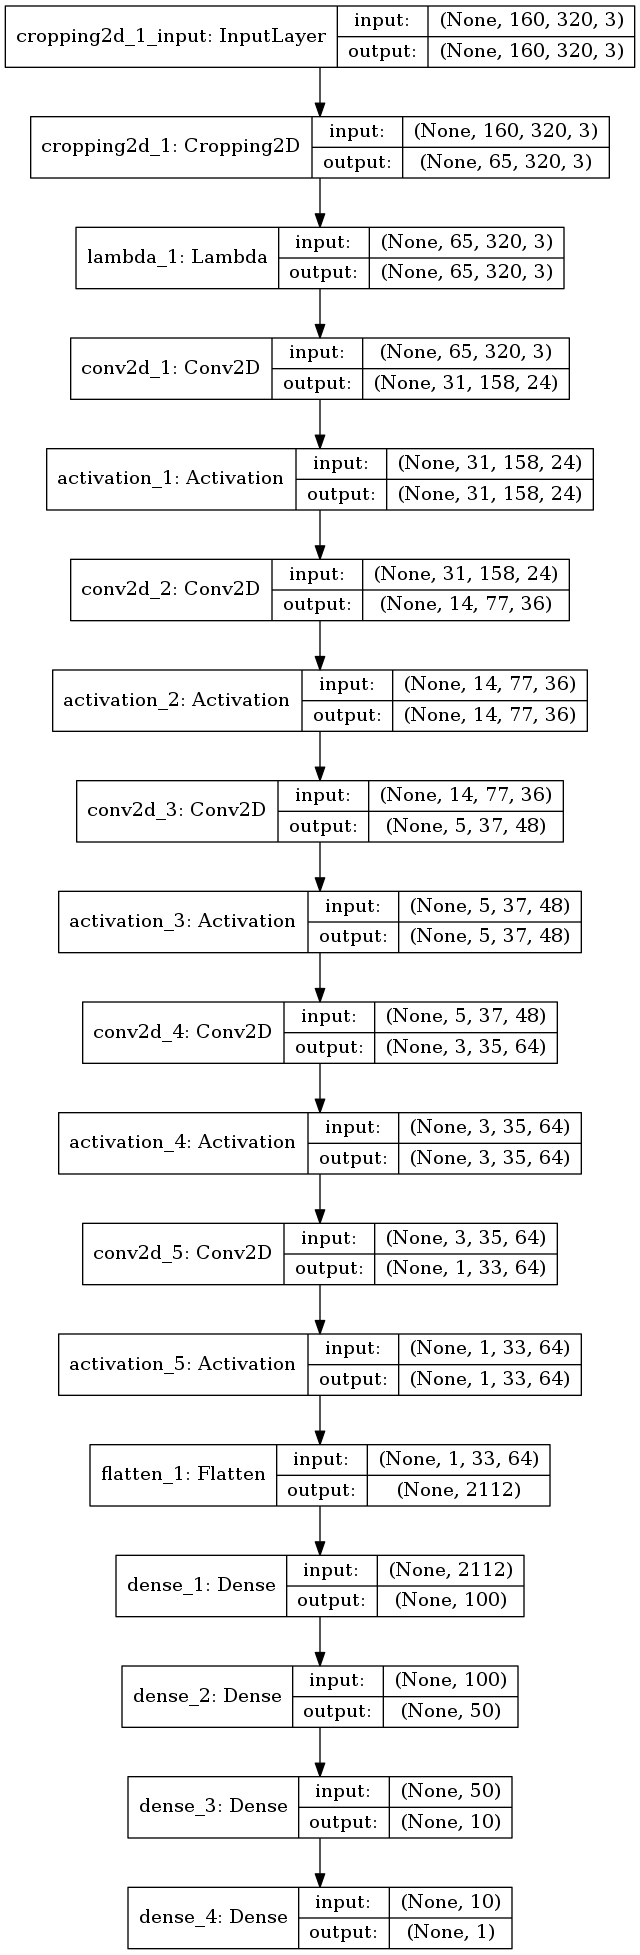 cropping2d_1_input: InputLayer
input: (None, 160, 320, 3)
output: (None, 160, 320, 3)
cropping2d_1: Cropping2D
input: (None, 160, 320, 3)
output: (None, 65, 320, 3)
lambda_1: Lambda
input: (None, 65, 320, 3)
output: (None, 65, 320, 3)
conv2d_1: Conv2D
input: (None, 65, 320, 3)
output: (None, 31, 158, 24)
activation_1: Activation
input: (None, 31, 158, 24)
output: (None, 31, 158, 24)
conv2d_2: Conv2D
input: (None, 31, 158, 24)
output: (None, 14, 77, 36)
activation_2: Activation
input: (None, 14, 77, 36)
output: (None, 14, 77, 36)
conv2d_3: Conv2D
input: (None, 14, 77, 36)
output: (None, 5, 37, 48)
activation_3: Activation
input: (None, 5, 37, 48)
output: (None, 5, 37, 48)
conv2d_4: Conv2D
input: (None, 5, 37, 48)
output: (None, 3, 35, 64)
activation_4: Activation
input: (None, 3, 35, 64)
output: (None, 3, 35, 64)
conv2d_5: Conv2D
input: (None, 3, 35, 64)
output: (None, 1, 33, 64)
activation_5: Activation
input: (None, 1, 33, 64)
output: (None, 1, 33, 64)
flatten_1: Flatten
input: (None, 1, 33, 64)
output: (None, 2112)
dense_1: Dense
input: (None, 2112)
output: (None, 100)
dense_2: Dense
input: (None, 100)
output: (None, 50)
dense_3: Dense
input: (None, 50)
output: (None, 10)
dense_4: Dense
input: (None, 10)
output: (None, 1)